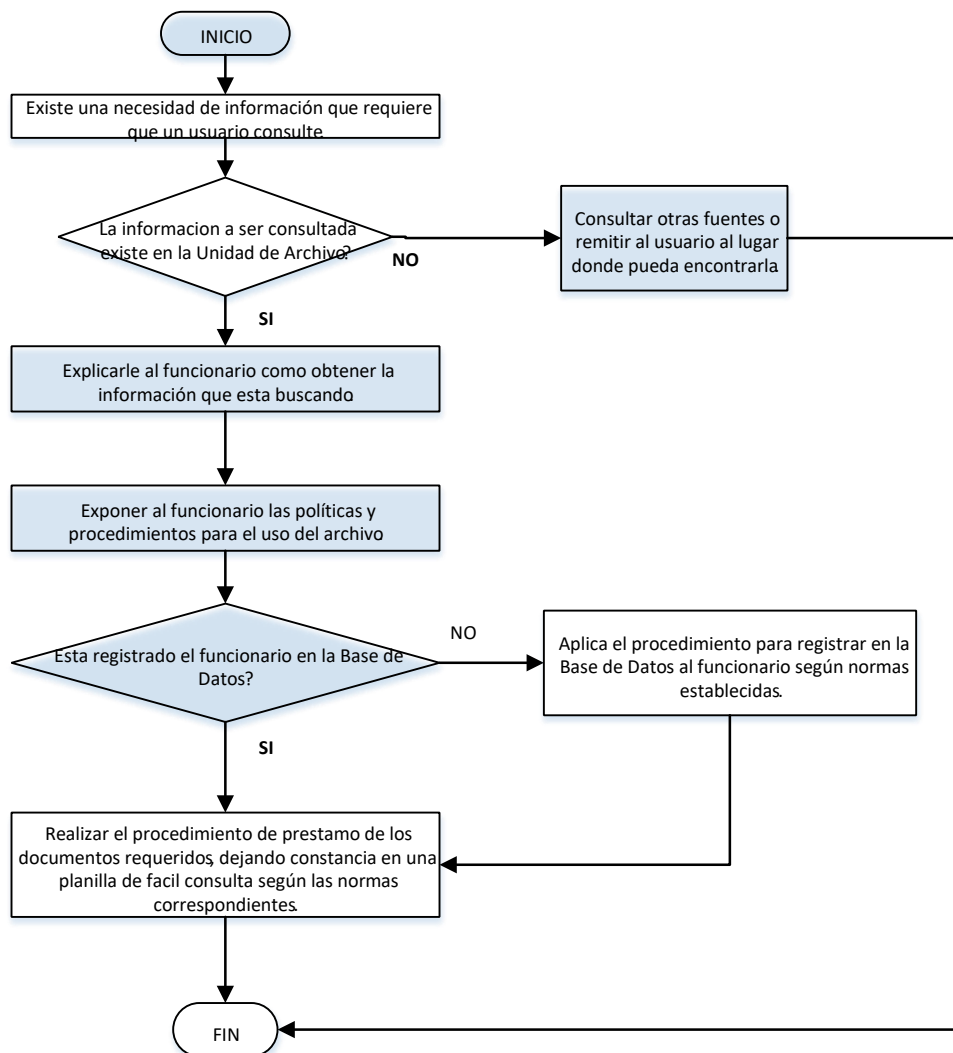 INICIO
Existe una necesidad de información que requiere
que un usuario consulte.
La informacion a ser consultada
existe en la Unidad de Archivo?
NO
Consultar otras fuentes o
remitir al usuario al lugar
donde pueda encontrarla.
SI
Explicarle al funcionario como obtener la
información que esta buscando.
Exponer al funcionario las políticas y
procedimientos para el uso del archivo.
Esta registrado el funcionario en la Base de
Datos?
NO
Aplica el procedimiento para registrar en la
Base de Datos al funcionario según normas
establecidas.
SI
Realizar el procedimiento de prestamo de los
documentos requeridos, dejando constancia en una
planilla de facil consulta según las normas
correspondientes.
FIN